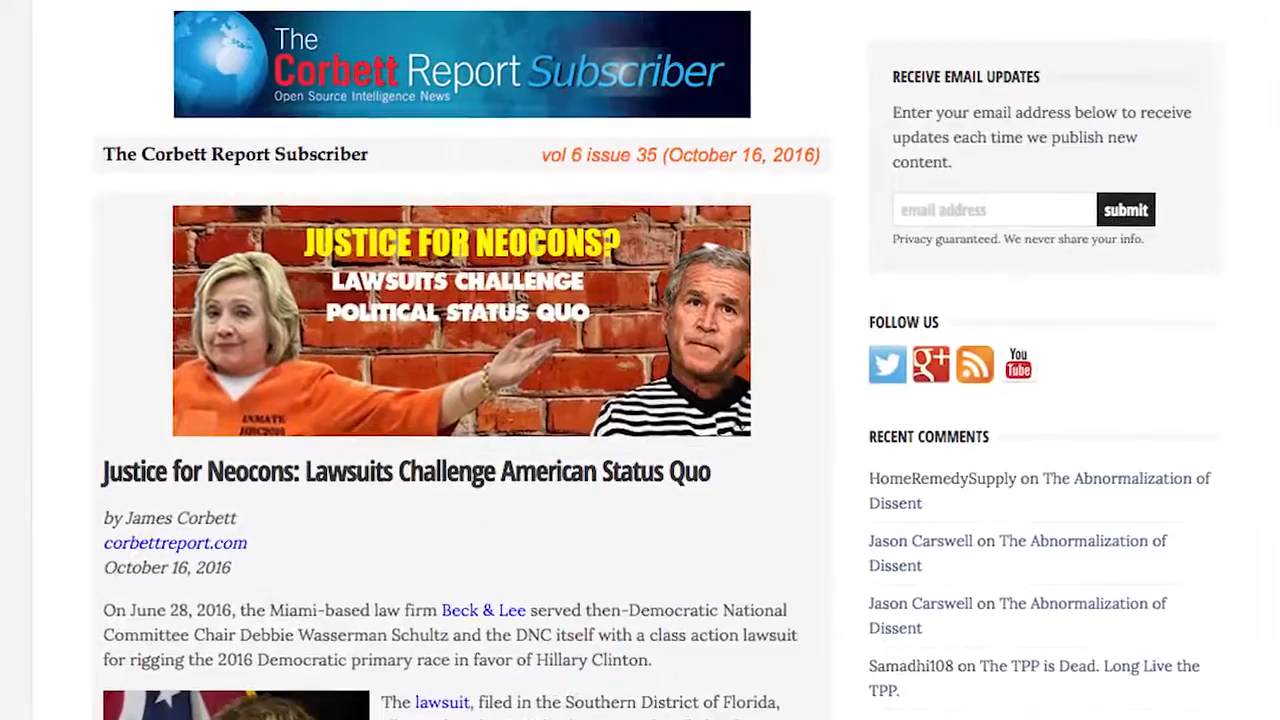 The
Corbett Report Subscriber
Open Source Intelligence News
The Corbett Report Subscriber
vol 6 issue 35 (October 16, 2016)
JUSTICE FOR NEOCONS?
LAWSUITS CHALLENGE
POLITICAL STATUS QUO
INMATE
Justice for Neocons: Lawsuits Challenge American Status Quo
by James Corbett
corbettreport.com
October 16, 2016
On June 28, 2016, the Miami-based law firm Beck & Lee served then-Democratic National
Committee Chair Debbie Wasserman Schultz and the DNC itself with a class action lawsuit
for rigging the 2016 Democratic primary race in favor of Hillary Clinton.
The lawsuit, filed in the Southern District of Florida,
RECEIVE EMAIL UPDATES
Enter your email address below to receive
updates each time we publish new
content.
email address
submit
Privacy guaranteed. We never share your info.
FOLLOW US
g+
You
Tube
RECENT COMMENTS
HomeRemedySupply on The Abnormalization of
Dissent
Jason Carswell on The Abnormalization of
Dissent
Jason Carswell on The Abnormalization of
Dissent
Samadhi108 on The TPP is Dead. Long Live the
TPP.